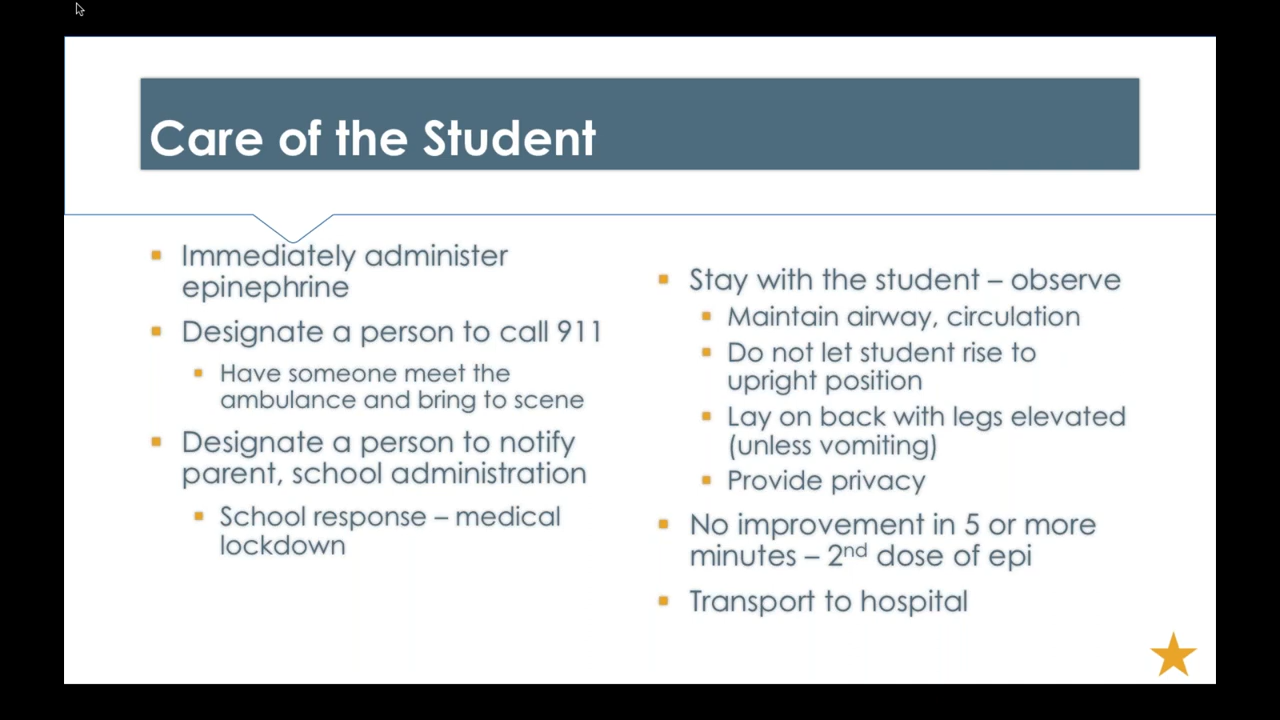 Care of the Student
Immediately administer
epinephrine
Designate a person to call 911
Have someone meet the
ambulance and bring to scene
Designate a person to notify
parent, school administration
School response – medical
lockdown
Stay with the student – observe
Maintain airway, circulation
Do not let student rise to
upright position
Lay on back with legs elevated
(unless vomiting)
Provide privacy
No improvement in 5 or more
minutes – 2nd dose of epi
Transport to hospital